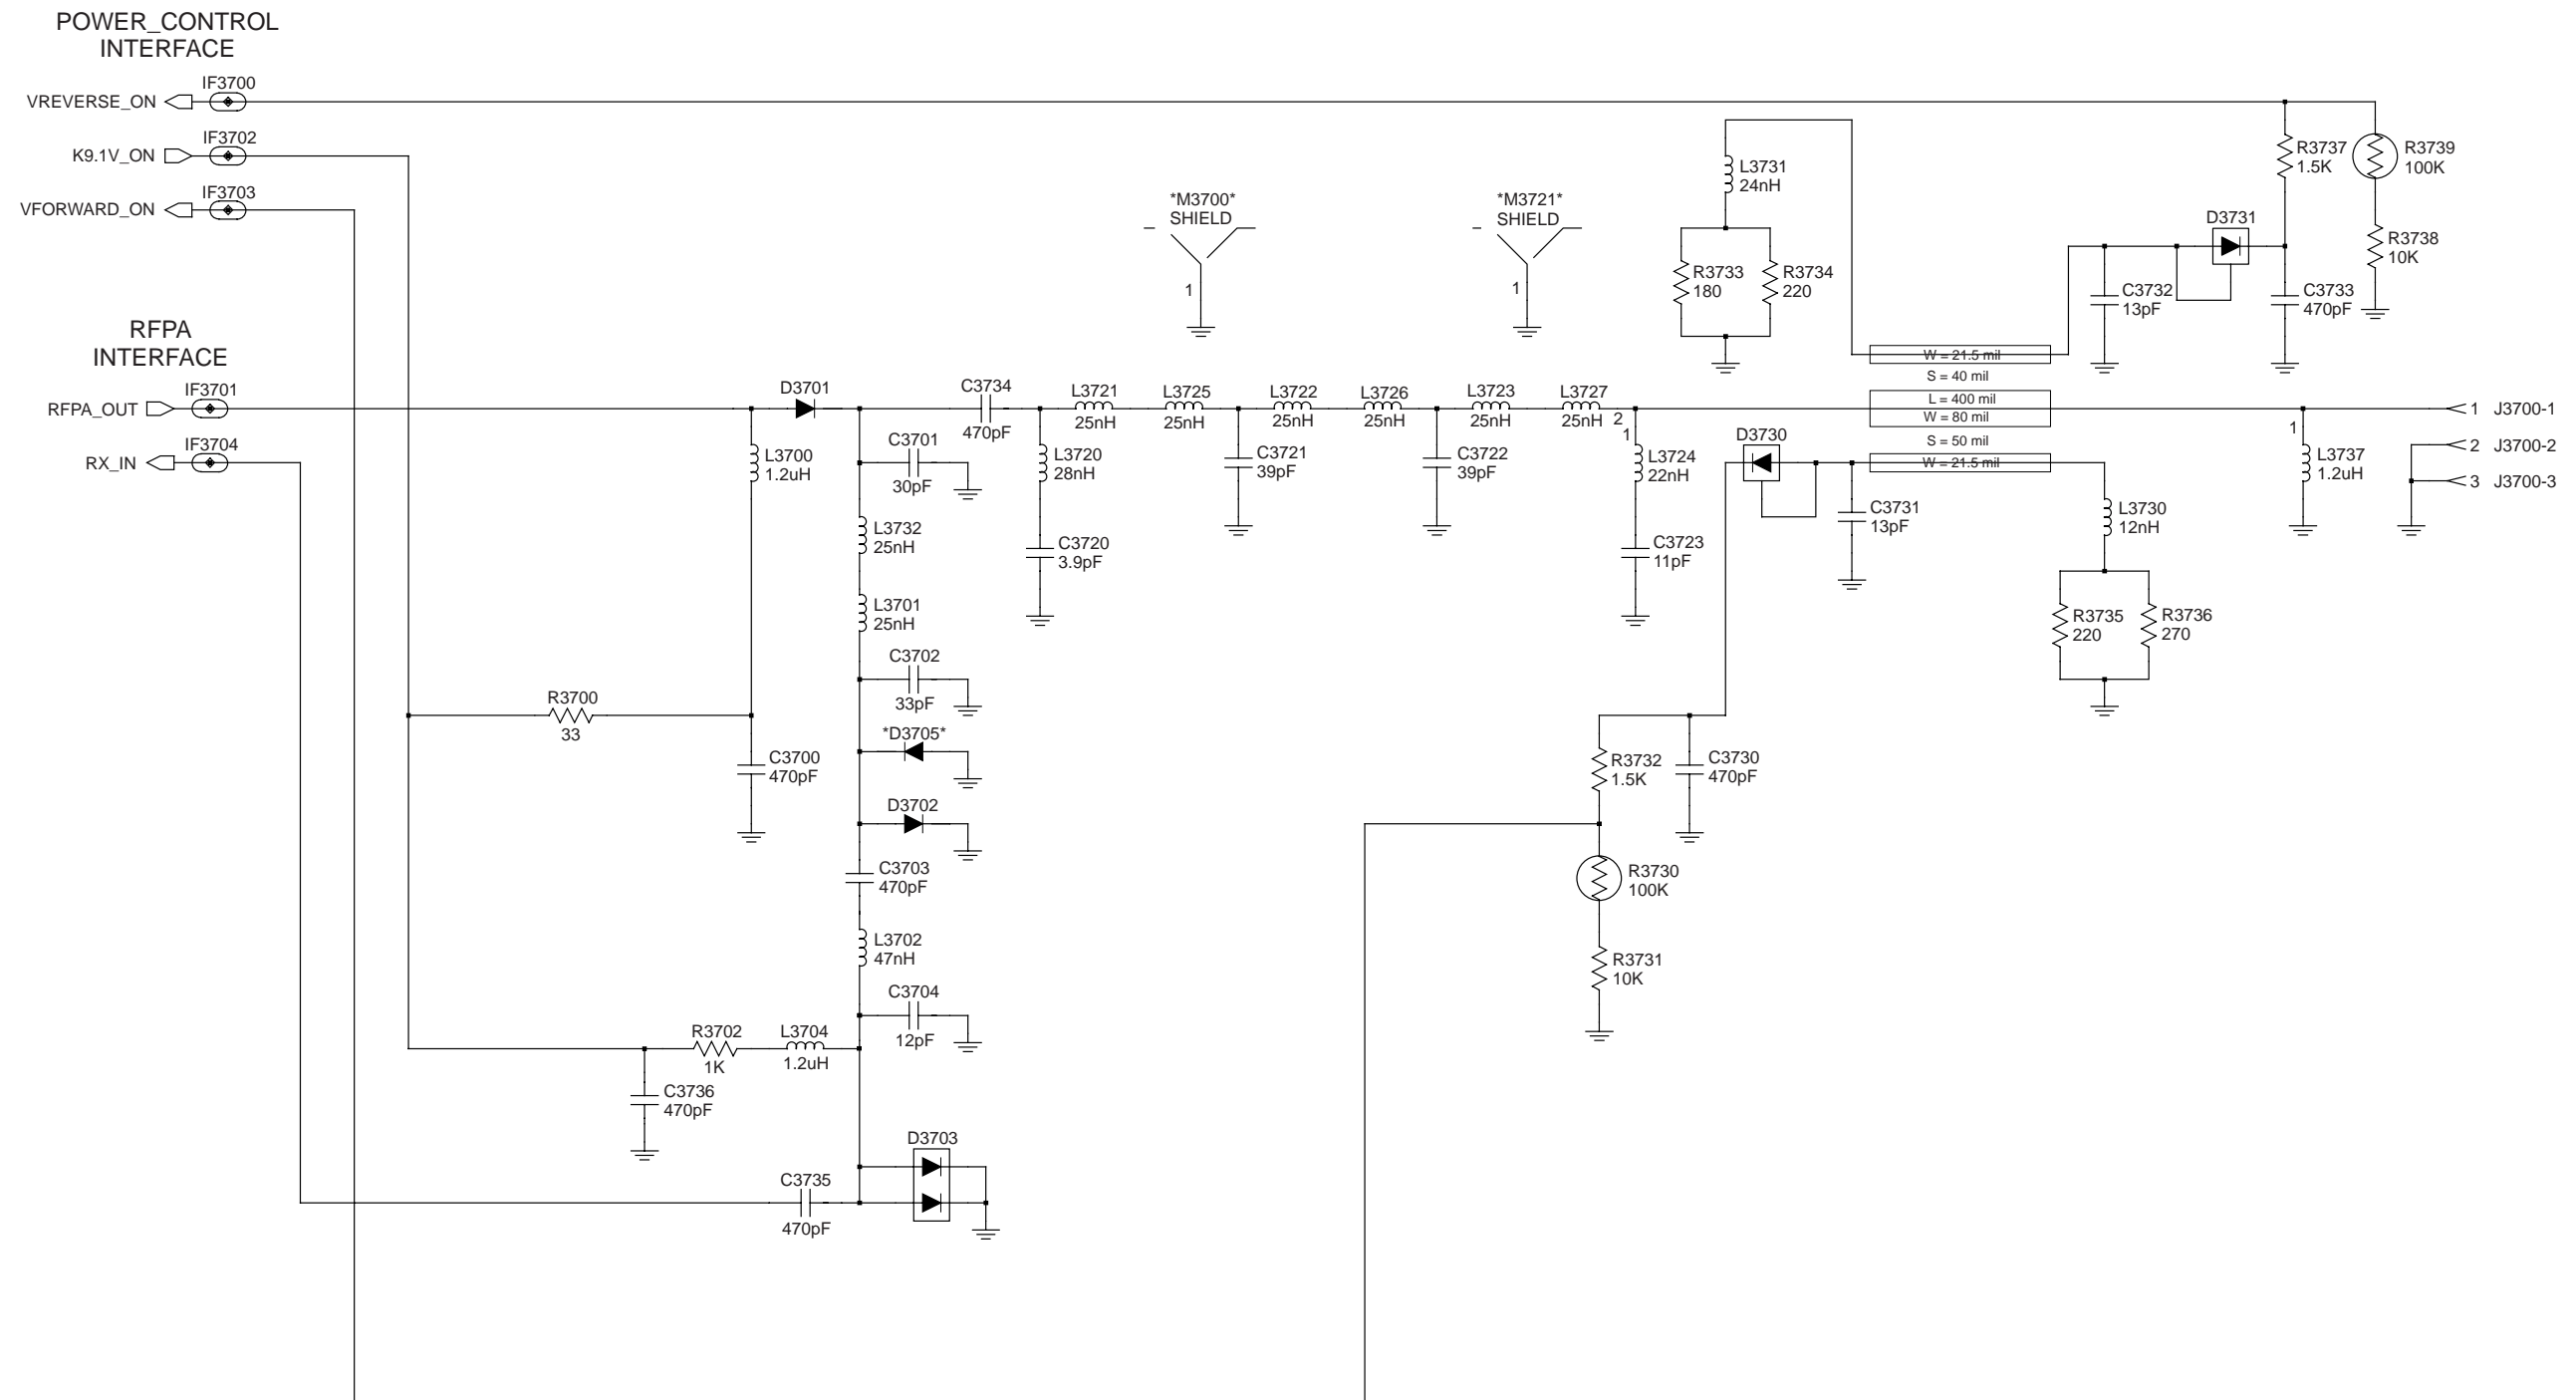 POWER_CONTROL
INTERFACE
IF3700
VREVERSE_ON
IF3702
K9.1V_ON
IF3703
VFORWARD_ON
RFPA
INTERFACE
IF3701
RFPA_OUT
IF3704
RX_IN
D3701
L3700
1.2uH
C3701
30pF
C3734
470pF
L3732
25nH
L3701
25nH
C3702
33pF
*D3705*
D3702
C3703
470pF
L3702
47nH
C3704
12pF
R3700
33
C3700
470pF
R3702
1K
L3704
1.2uH
C3736
470pF
D3703
C3735
470pF
L3720
28nH
C3720
3.9pF
L3721
25nH
L3725
25nH
C3721
39pF
L3722
25nH
L3726
25nH
C3722
39pF
L3723
25nH
L3727
25nH
2
1
L3724
22nH
C3723
11pF
*M3700*
SHIELD
1
*M3721*
SHIELD
1
L3731
24nH
R3733
180
R3734
220
W = 21.5 mil
S = 40 mil
L = 400 mil
W = 80 mil
S = 50 mil
W = 21.5 mil
D3730
C3731
13pF
L3730
12nH
R3735
220
R3736
270
R3732
1.5K
C3730
470pF
R3730
100K
R3731
10K
C3732
13pF
D3731
R3737
1.5K
R3739
100K
R3738
10K
C3733
470pF
1
L3737
1.2uH
1 J3700-1
2 J3700-2
3 J3700-3